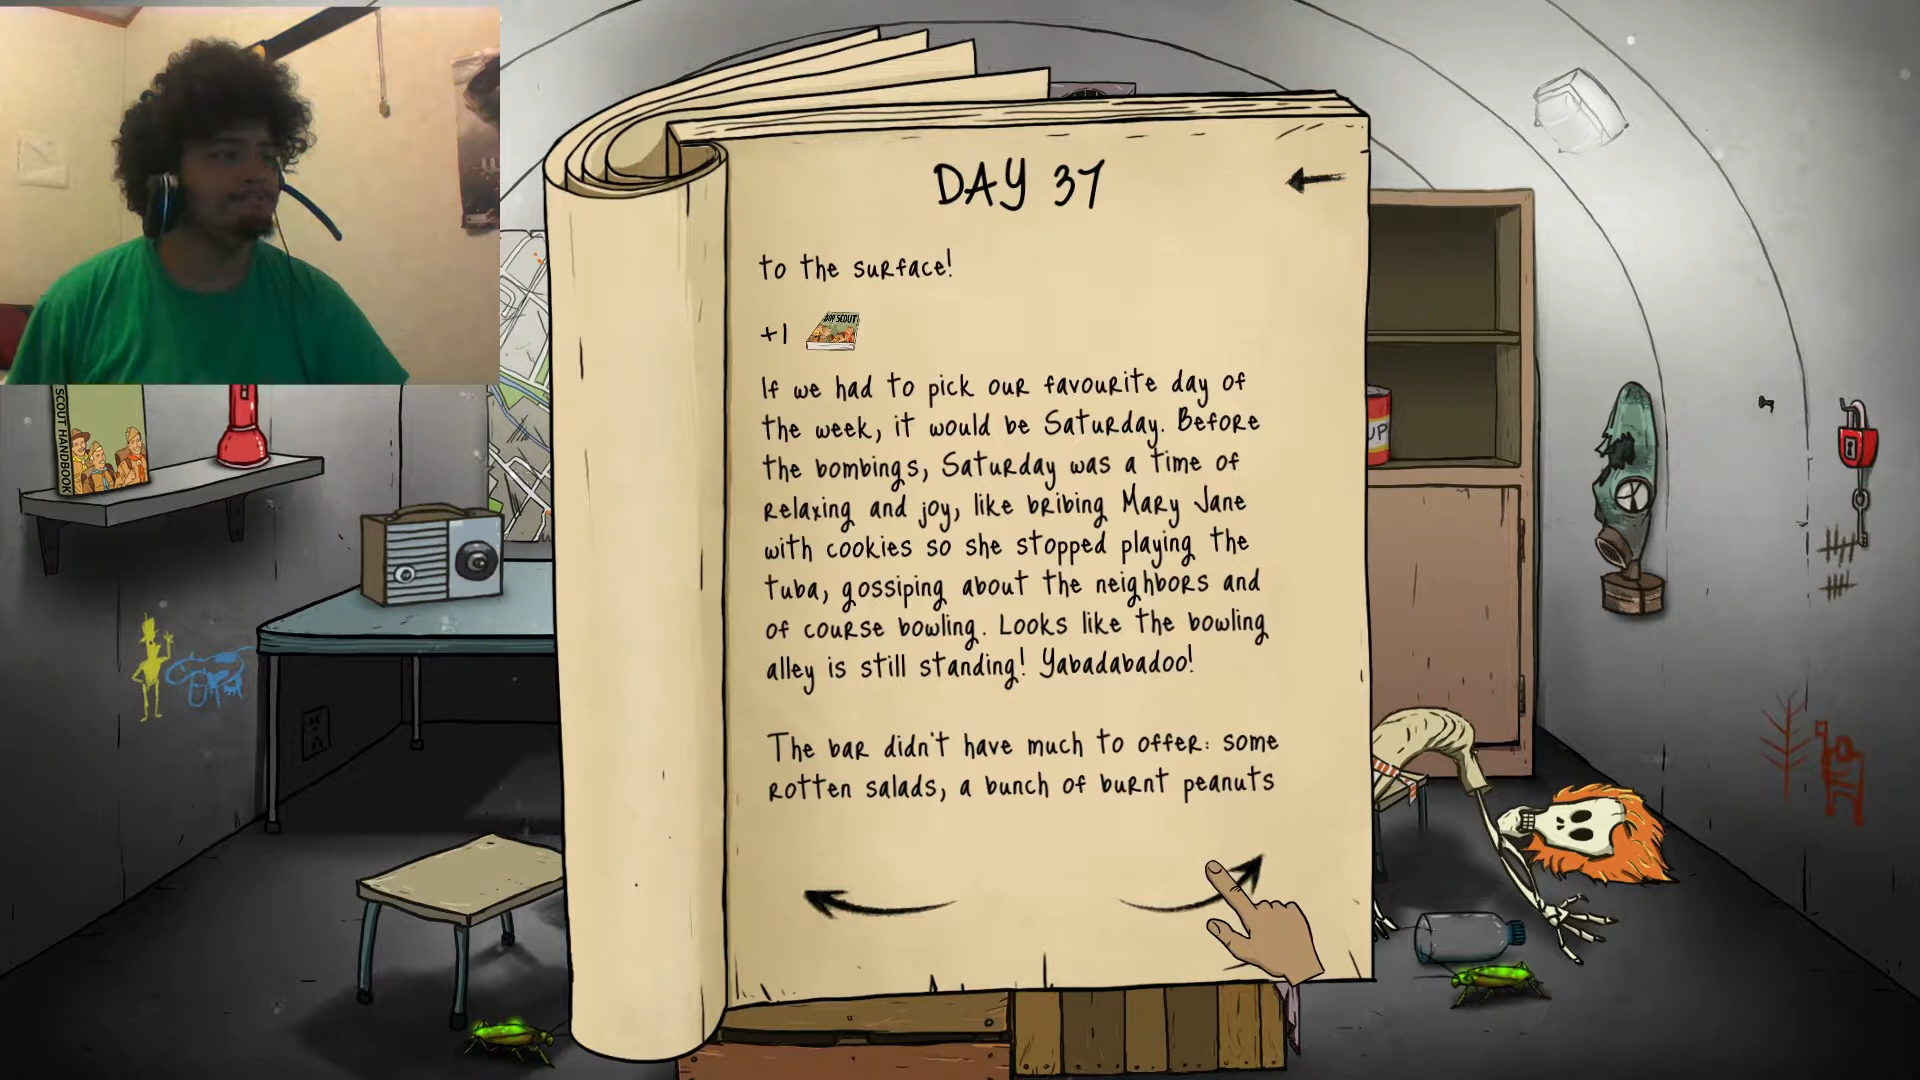 DAY 37
to the surface!
+1
BOY SCOUT
If we had to pick our favourite day of
the week, it would be Saturday. Before
the bombings, Saturday was a time of
relaxing and joy, like bribing Mary Jane
with cookies so she stopped playing the
tuba, gossiping about the neighbors and
of course bowling. Looks like the bowling
alley is still standing! Yabadabadoo!
The bar didn't have much to offer: some
rotten salads, a bunch of burnt peanuts
SCOUT HANDBOOK
UP